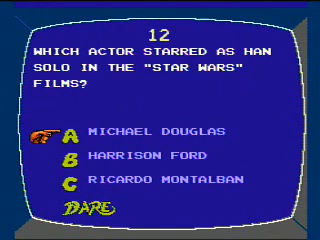 12
WHICH ACTOR STARRED AS HAN
SOLO IN THE "STAR WARS"
FILMS?
A MICHAEL DOUGLAS
B HARRISON FORD
C RICARDO MONTALBAN
DARE